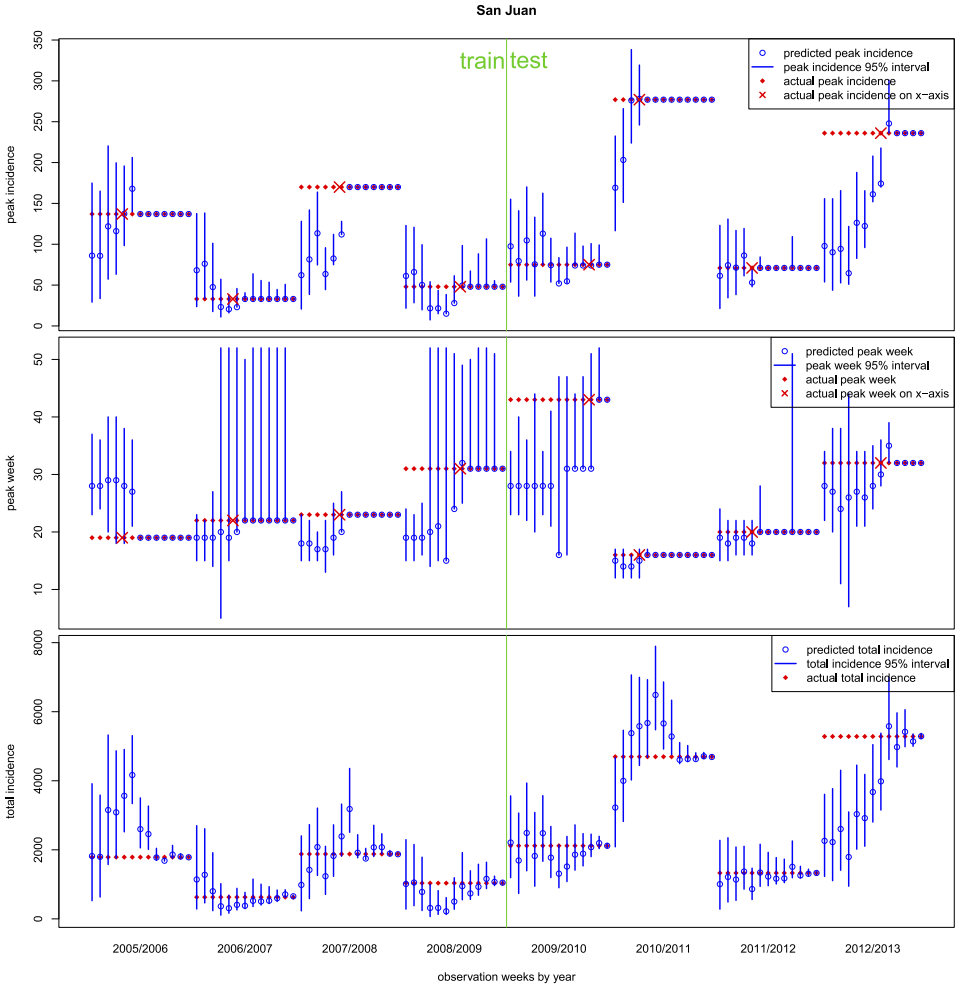 San Juan
train test
predicted peak incidence
peak incidence 95% interval
actual peak incidence
actual peak incidence on x−axis
peak incidence
350
300
250
200
150
100
50
0
predicted peak week
peak week 95% interval
actual peak week
actual peak week on x−axis
peak week
50
40
30
20
10
predicted total incidence
total incidence 95% interval
actual total incidence
total incidence
8000
6000
4000
2000
0
2005/2006 2006/2007 2007/2008 2008/2009 2009/2010 2010/2011 2011/2012 2012/2013
observation weeks by year